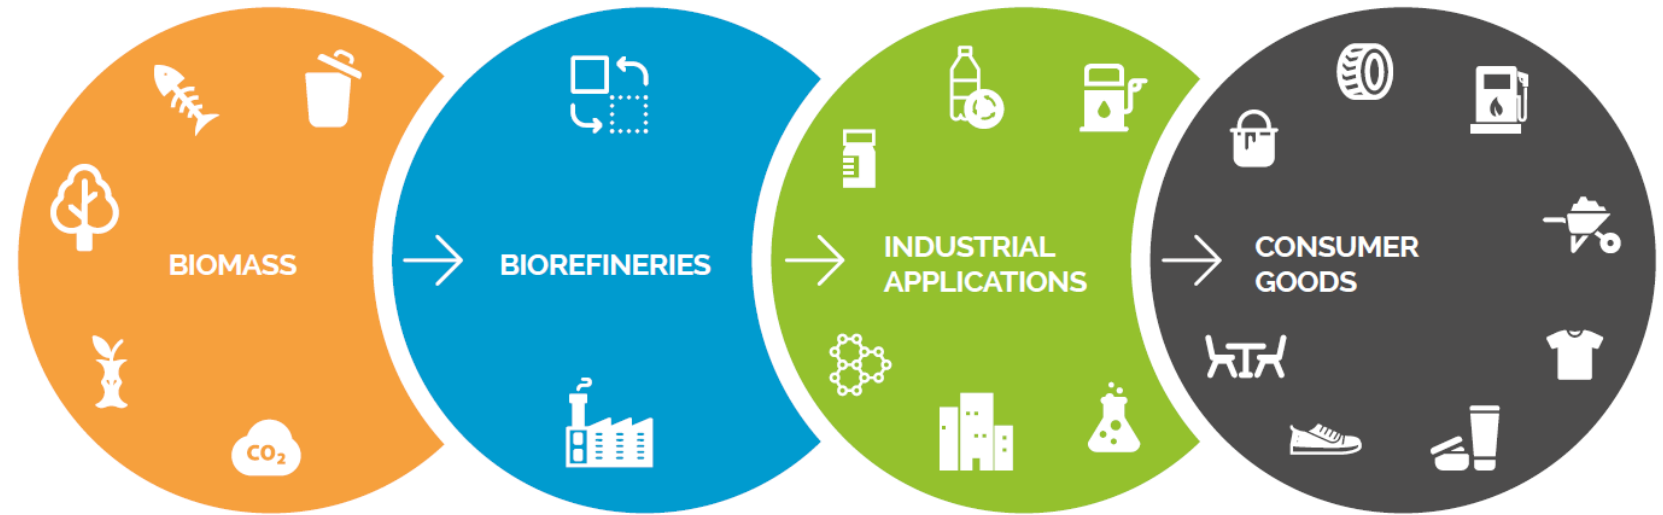 BIOMASS
BIOREFINERIES
INDUSTRIAL
APPLICATIONS
CONSUMER
GOODS
CO₂